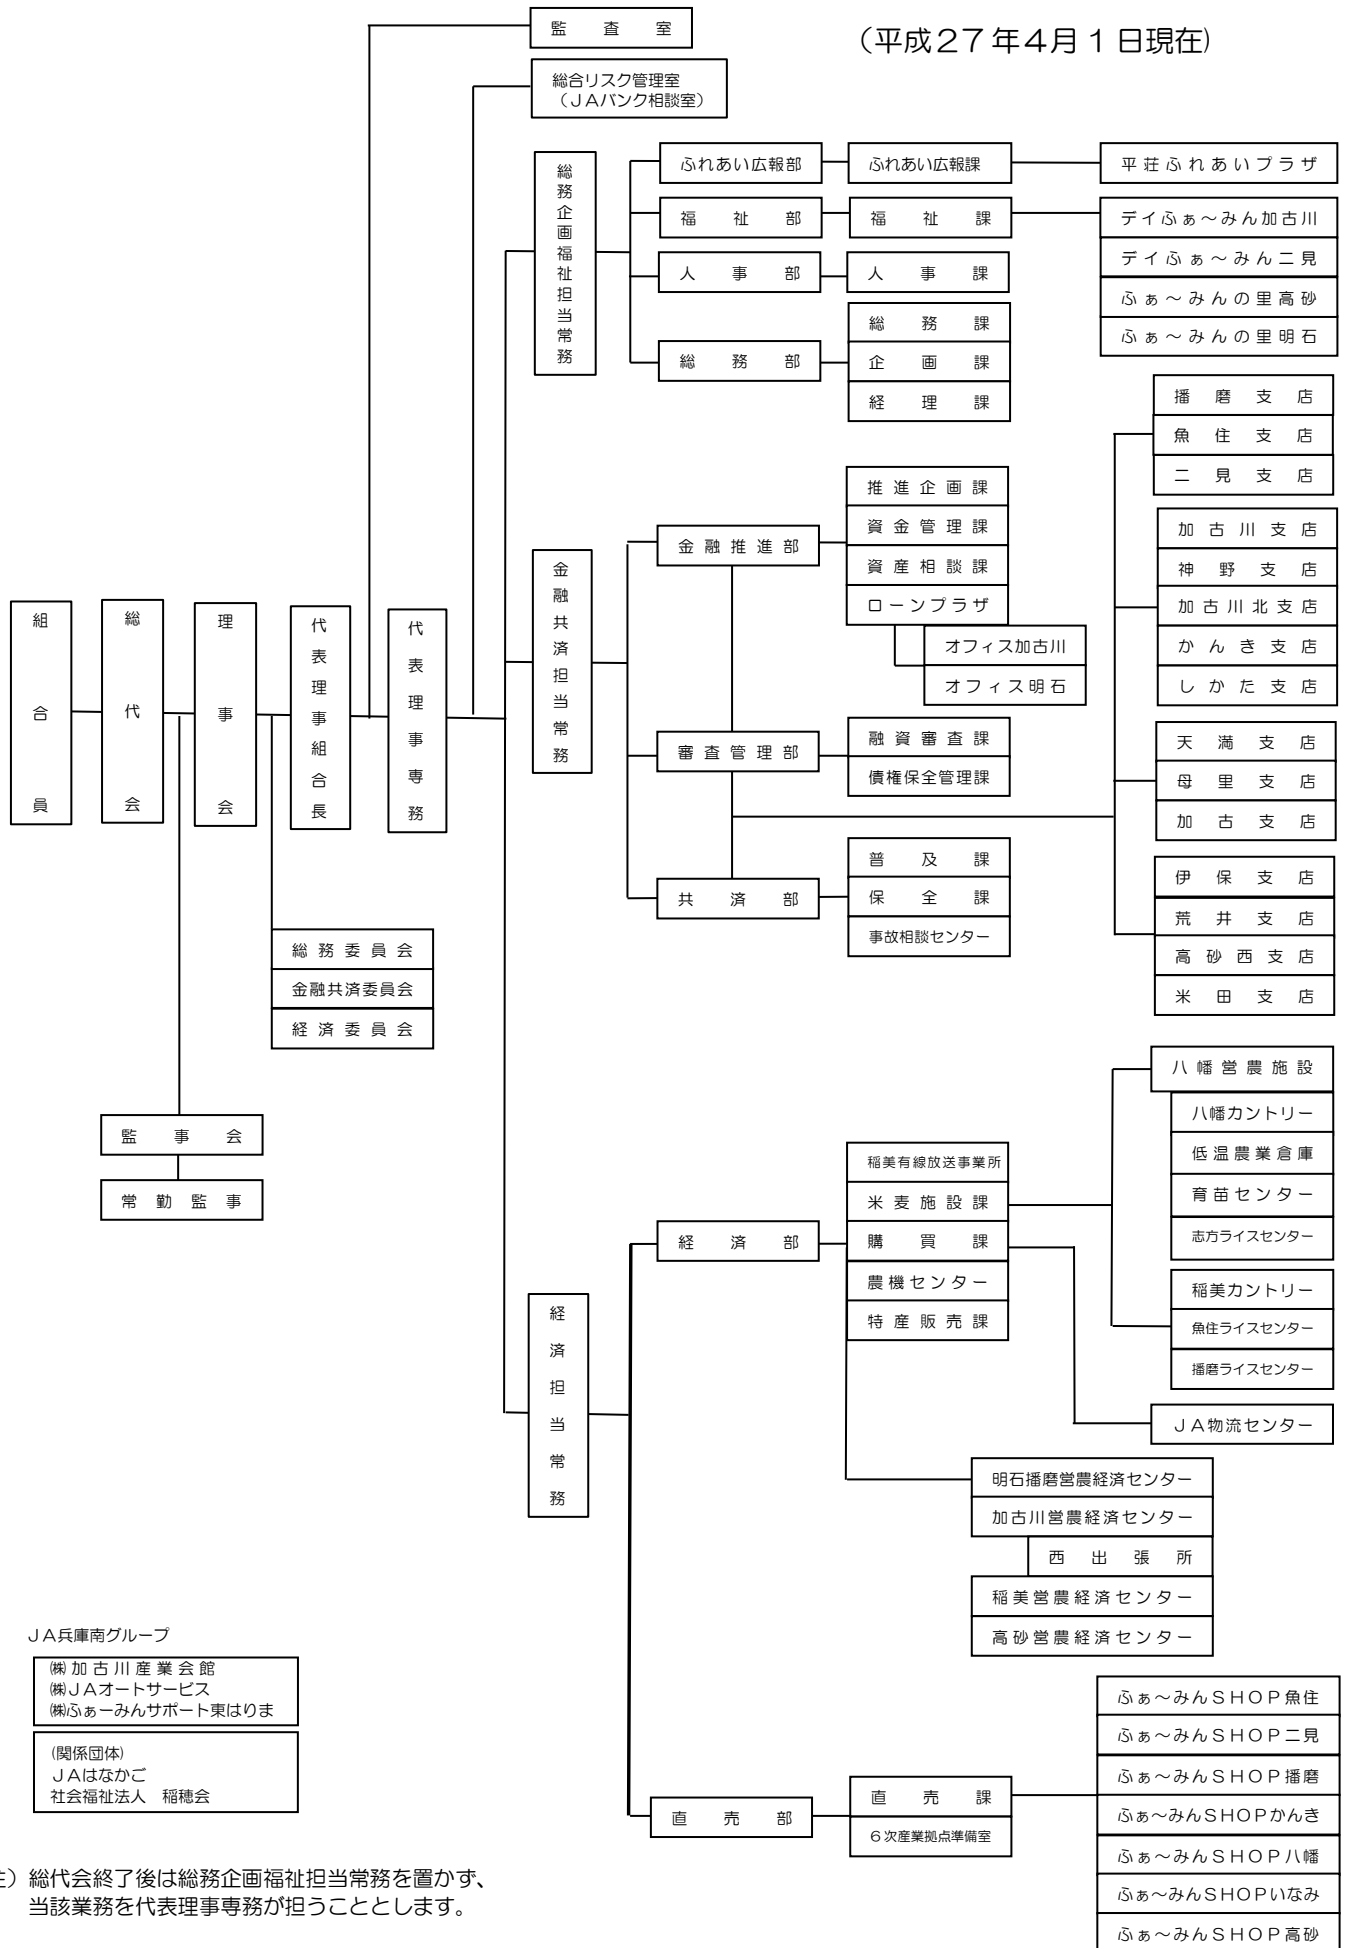 (平成27年4月1日現在)
監査室
総合リスク管理室
(JAバンク相談室)
総務企画福祉担当常務
ふれあい広報部
ふれあい広報課
平荘ふれあいプラザ
福祉部
福祉課
デイふぁ～みん加古川
デイふぁ～みん二見
ふぁ～みんの里高砂
ふぁ～みんの里明石
人事部
人事課
総務部
総務課
企画課
経理課
組合員
総代会
理事会
代表理事組合長
代表理事専務
金融共済担当常務
金融推進部
推進企画課
資金管理課
資産相談課
ローンプラザ
オフィス加古川
オフィス明石
審査管理部
融資審査課
債権保全管理課
共済部
普及課
保全課
事故相談センター
播磨支店
魚住支店
二見支店
加古川支店
神野支店
加古川北支店
かんき支店
しかた支店
天満支店
母里支店
加古支店
伊保支店
荒井支店
高砂西支店
米田支店
総務委員会
金融共済委員会
経済委員会
監事会
常勤監事
経済担当常務
経済部
稲美有線放送事業所
米麦施設課
購買課
農機センター
特産販売課
八幡営農施設
八幡カントリー
低温農業倉庫
育苗センター
志方ライスセンター
稲美カントリー
魚住ライスセンター
播磨ライスセンター
JA物流センター
明石播磨営農経済センター
加古川営農経済センター
西出張所
稲美営農経済センター
高砂営農経済センター
直売部
直売課
6次産業拠点準備室
ふぁ～みんSHOP魚住
ふぁ～みんSHOP二見
ふぁ～みんSHOP播磨
ふぁ～みんSHOPかんき
ふぁ～みんSHOP八幡
ふぁ～みんSHOPいなみ
ふぁ～みんSHOP高砂
JA兵庫南グループ
㈱加古川産業会館
㈱JAオートサービス
㈱ふぁーみんサポート東はりま
(関係団体)
JAはなかご
社会福祉法人　稲穂会
注）総代会終了後は総務企画福祉担当常務を置かず、
当該業務を代表理事専務が担うこととします。